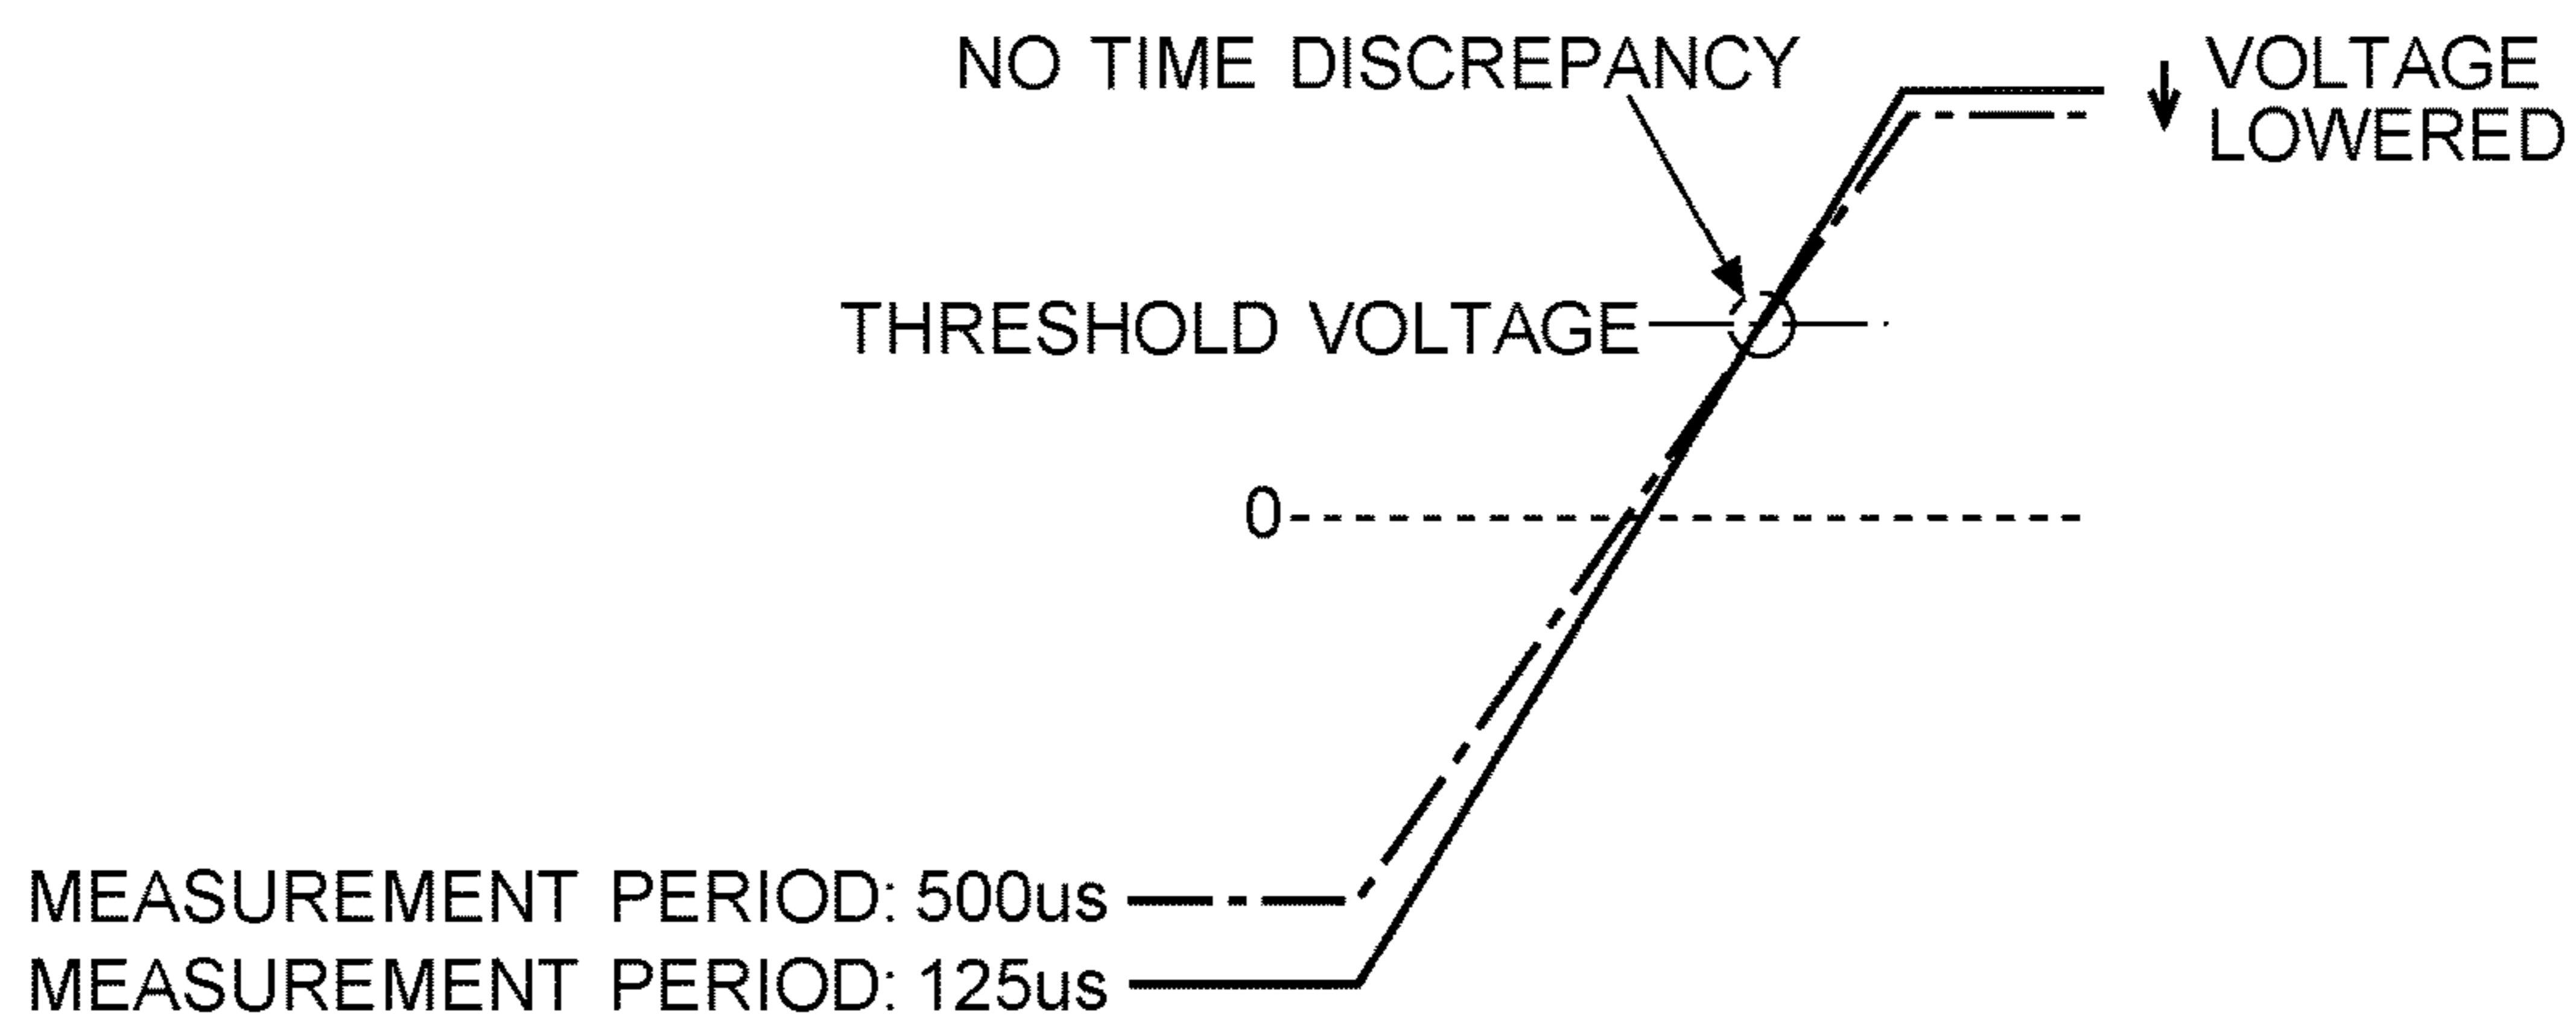 NO TIME DISCREPANCY
VOLTAGE
LOWERED
THRESHOLD VOLTAGE
0
MEASUREMENT PERIOD: 500us
MEASUREMENT PERIOD: 125us